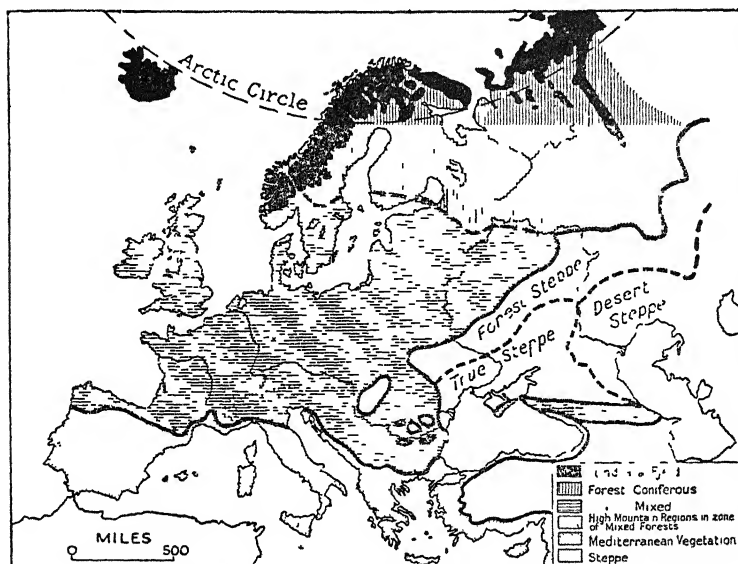 Arctic Circle
Forest Steppe
True Steppe
Desert
Steppe
Forest Coniferous
Mixed
High Mountain Regions in zone
of Mixed Forests
Mediterranean Vegetation
Steppe
MILES
0 500